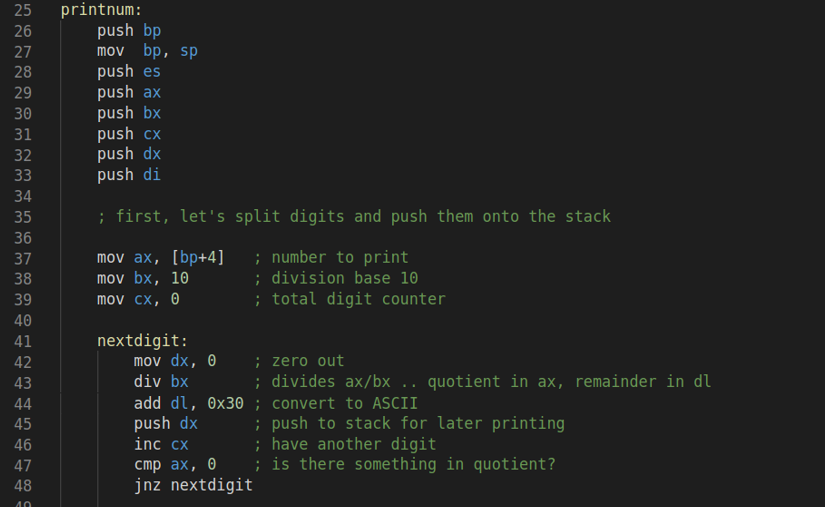 25 printnum:
26 push bp
27 mov  bp, sp
28 push es
29 push ax
30 push bx
31 push cx
32 push dx
33 push di
34
35 ; first, let's split digits and push them onto the stack
36
37 mov ax, [bp+4]   ; number to print
38 mov bx, 10       ; division base 10
39 mov cx, 0        ; total digit counter
40
41 nextdigit:
42 mov dx, 0    ; zero out
43 div bx       ; divides ax/bx .. quotient in ax, remainder in dl
44 add dl, 0x30 ; convert to ASCII
45 push dx      ; push to stack for later printing
46 inc cx       ; have another digit
47 cmp ax, 0    ; is there something in quotient?
48 jnz nextdigit
49